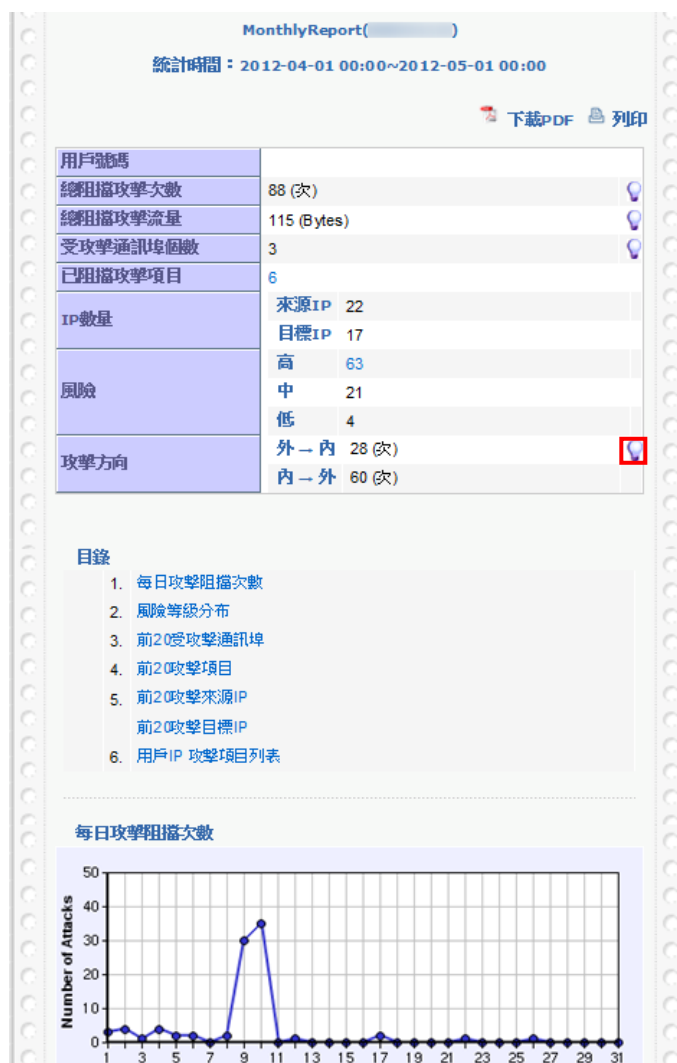 MonthlyReport( )
統計時間：2012-04-01 00:00~2012-05-01 00:00
下載PDF 列印
用戶號碼
總阻擋攻擊次數 88 (次)
總阻擋攻擊流量 115 (Bytes)
受攻擊通訊埠個數 3
已阻擋攻擊項目 6
IP數量 來源IP 22
目標IP 17
風險 高 63
中 21
低 4
攻擊方向 外→內 28 (次)
內→外 60 (次)
目錄
1. 每日攻擊阻擋次數
2. 風險等級分布
3. 前20受攻擊通訊埠
4. 前20攻擊項目
5. 前20攻擊來源IP
前20攻擊目標IP
6. 用戶IP 攻擊項目列表
每日攻擊阻擋次數
Number of Attacks
50
40
30
20
10
0
1 3 5 7 9 11 13 15 17 19 21 23 25 27 29 31